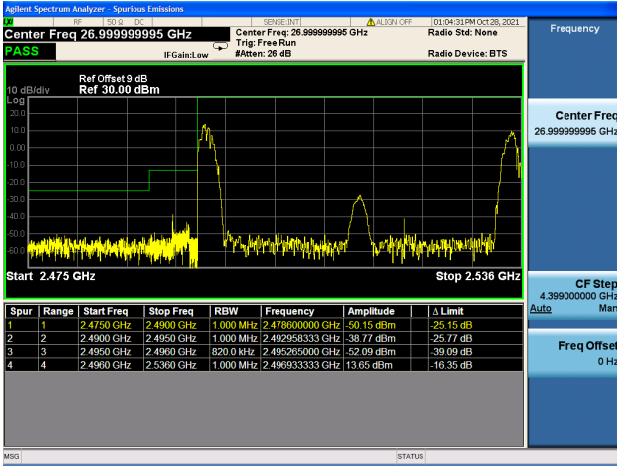 Agilent Spectrum Analyzer - Spurious Emissions
RF 50 Ω DC SENSE:INT ALIGN OFF 01:04:31PM Oct 28, 2021
Center Freq 26.999999995 GHz
Center Freq: 26.999999995 GHz
Radio Std: None
Trig: Free Run
PASS
IFGain:Low
#Atten: 26 dB
Radio Device: BTS
Ref Offset 9 dB
10 dB/div
Ref 30.00 dBm
Log
20.0
10.0
0.00
-10.0
-20.0
-30.0
-40.0
-50.0
-60.0
Start 2.475 GHz
Stop 2.536 GHz
Spur Range Start Freq Stop Freq RBW Frequency Amplitude Δ Limit
1 1 2.4750 GHz 2.4900 GHz 1.000 MHz 2.478600000 GHz -50.15 dBm -25.15 dB
2 2 2.4900 GHz 2.4950 GHz 1.000 MHz 2.492958333 GHz -38.77 dBm -25.77 dB
3 3 2.4950 GHz 2.4960 GHz 820.0 kHz 2.495265000 GHz -52.09 dBm -39.09 dB
4 4 2.4960 GHz 2.5360 GHz 1.000 MHz 2.496933333 GHz 13.65 dBm -16.35 dB
MSG
STATUS
Frequency
Center Freq
26.999999995 GHz
CF Step
4.399000000 GHz
Auto Man
Freq Offset
0 Hz